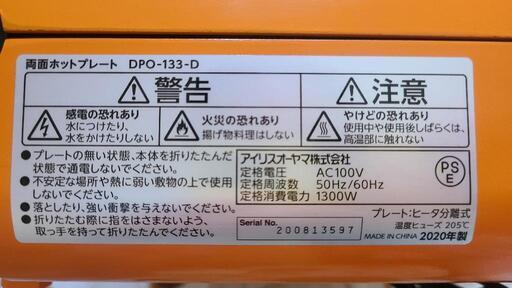 両面ホットプレート DPO-133-D
⚠警告
⚠注意
感電の恐れあり
水につけたり、
水をかけたりしない
火災の恐れあり
揚げ物料理はしない
やけどの恐れあり
使用中や使用後しばらくは、
高温部に触れない
●プレートの無い状態、本体を折りたたんだ
状態で通電しないでください。
●不安定な場所や熱に弱い敷物の上で使用
しないでください。
●落としたり、強い衝撃を与えないでください。
●折りたたむ際に指をはさまないよう、
取っ手を持って折りたたんでください。
アイリスオーヤマ株式会社
定格電圧 AC100V
定格周波数 50Hz/60Hz
定格消費電力 1300W
PS
E
Serial No. 200813597
プレート:ヒータ分離式
温度ヒューズ 205℃
MADE IN CHINA 2020年製